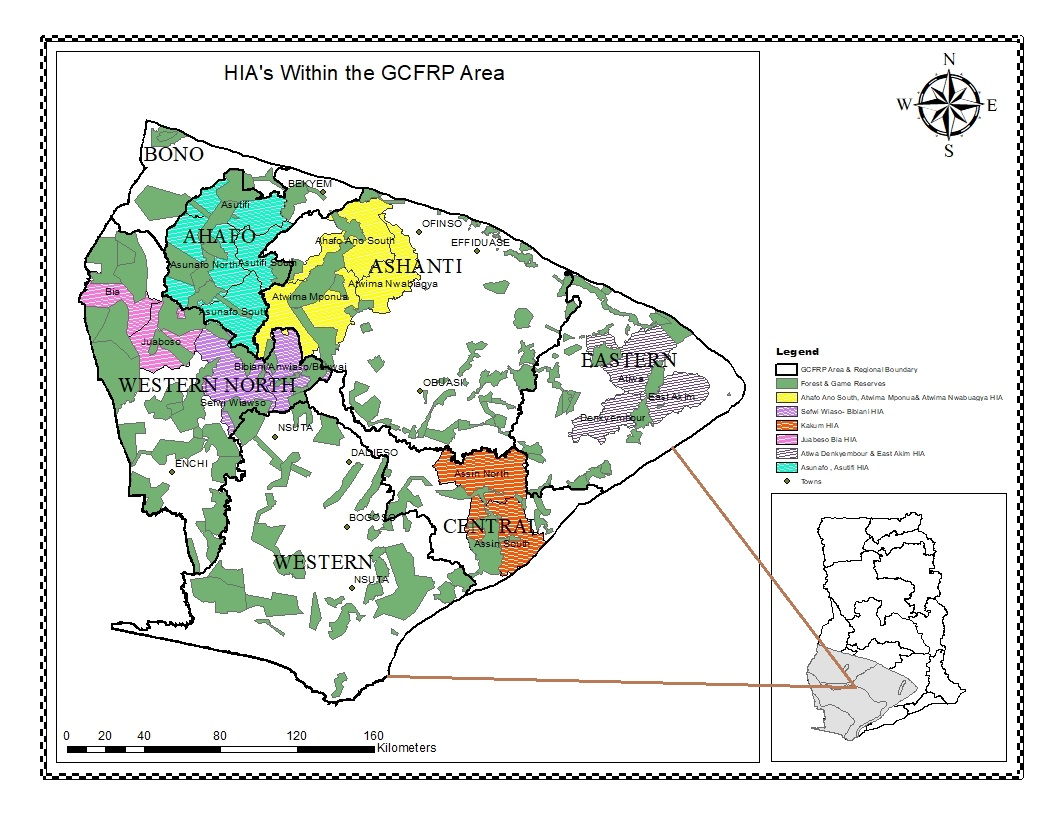 HIA's Within the GCFRP Area
N
W
E
S
BONO
BEKYEM
Asutifi
OFINSO
AHAFO
Ahafo Ano South
EFFIDUASE
Asunafo North
Asutifi South
ASHANTI
Atwima Nwabiagya
Bia
Atwima Mponua
Asunafo South
Juaboso
EASTERN
Bibiani/Anwiaso/Bekwai
Atiwa
WESTERN NORTH
OBUASI
East Akim
Sefwi Wiawso
Denkyembour
NSUTA
DADIESO
ENCHI
Assin North
BOGOSO
CENTRAL
Assin South
WESTERN
NSUTA
Legend
GCFRP Area & Regional Boundary
Forest & Game Reserves
Ahafo Ano South, Atwima Mponua& Atwima Nwabuagya HIA
Sefwi Wiaso- Bibiani HIA
Kakum HIA
Juabeso Bia HIA
Atiwa Denkyembour & East Akim HIA
Asunafo , Asutifi HIA
Towns
0 20 40 80 120 160
Kilometers